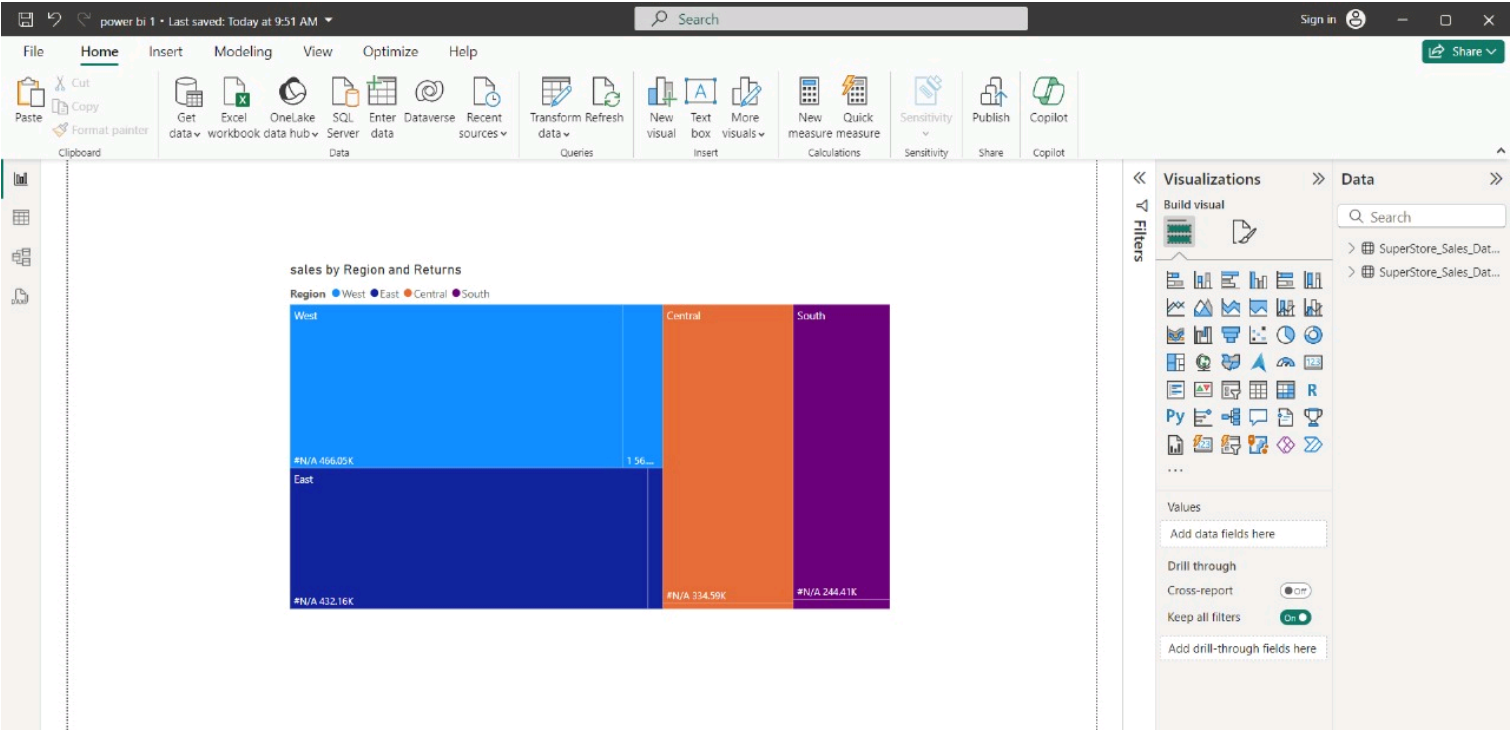 power bi 1 • Last saved: Today at 9:51 AM
Search
Sign in
File Home Insert Modeling View Optimize Help
Share
Paste
Cut
Copy
Format painter
Clipboard
Get data
Excel workbook
OneLake data hub
SQL Server
Enter data
Dataverse
Recent sources
Data
Transform data
Refresh
Queries
New visual
Text box
More visuals
Insert
New measure
Quick measure
Calculations
Sensitivity
Sensitivity
Publish
Share
Copilot
Copilot
sales by Region and Returns
Region West East Central South
West
#N/A 466.05K
1 56....
East
#N/A 432.16K
Central
#N/A 334.59K
South
#N/A 244.41K
Filters
Visualizations
Build visual
123
R
Py
...
Values
Add data fields here
Drill through
Cross-report
Off
Keep all filters
On
Add drill-through fields here
Data
Search
SuperStore_Sales_Dat...
SuperStore_Sales_Dat...